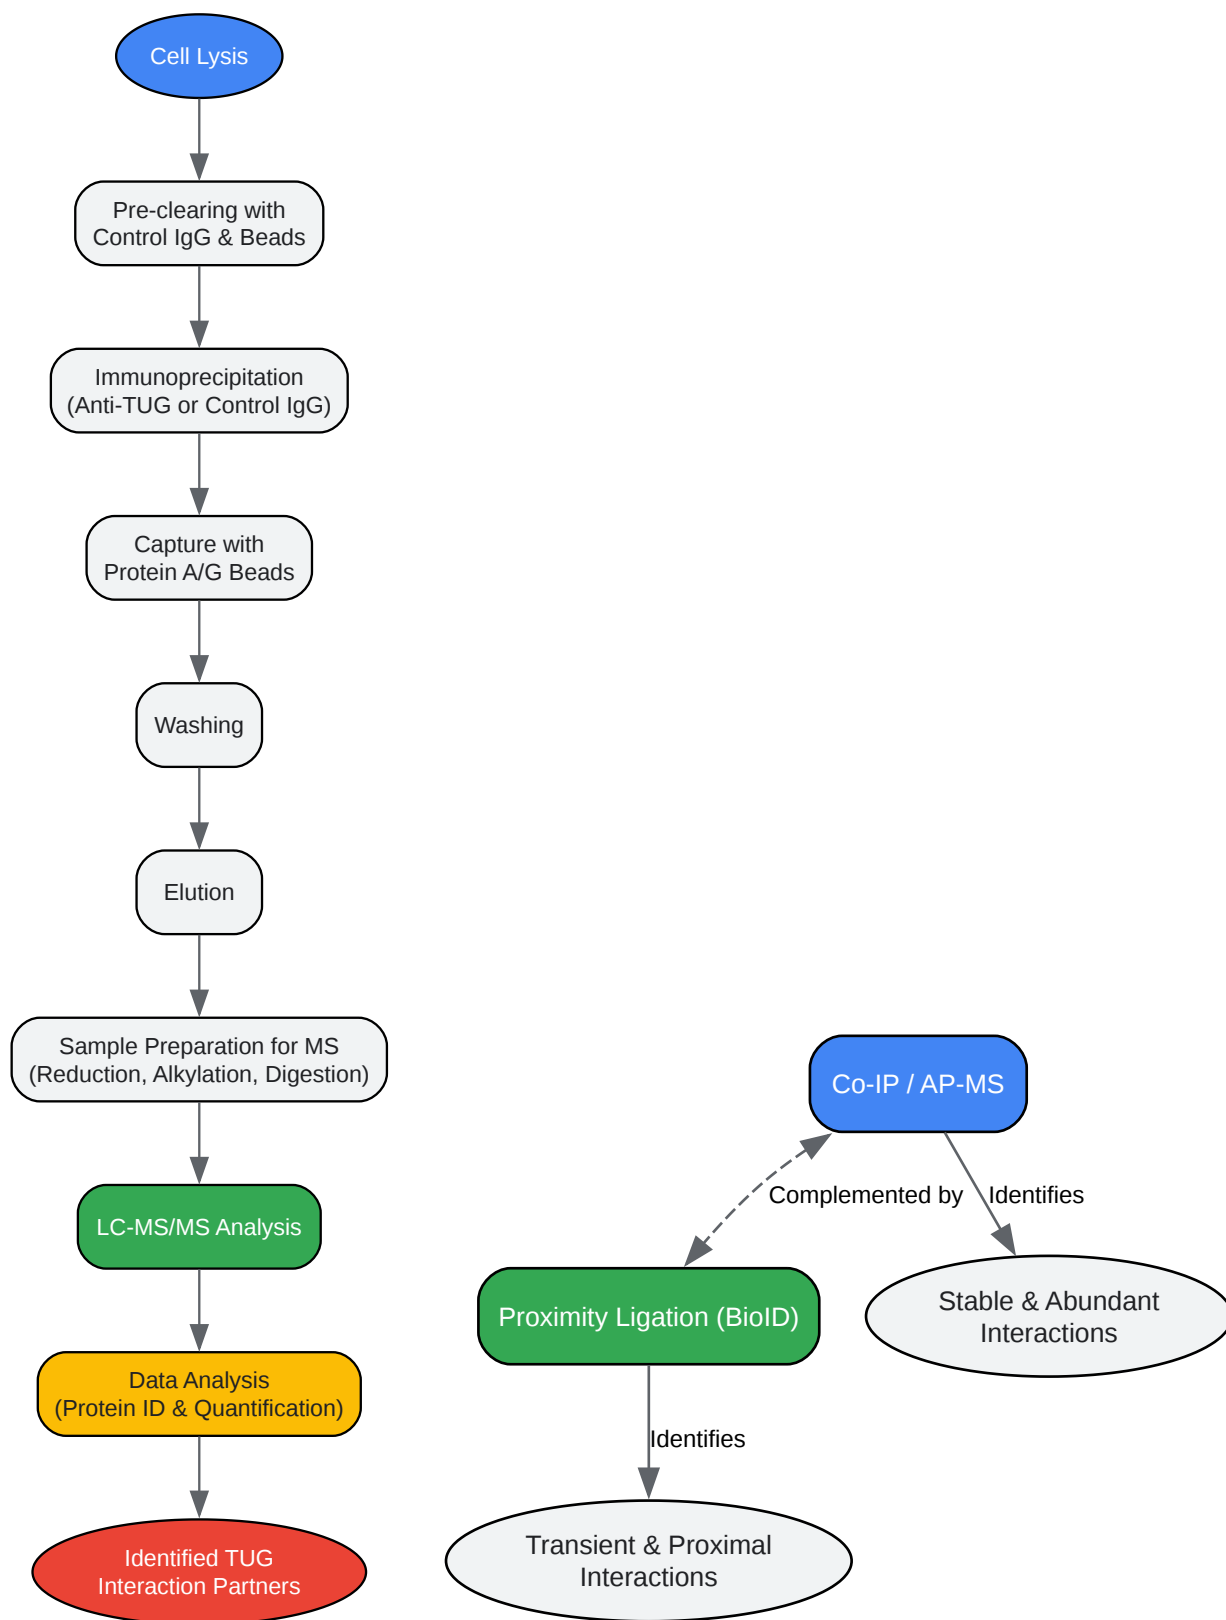 Cell Lysis
Pre-clearing with
Control IgG & Beads
Immunoprecipitation
(Anti-TUG or Control IgG)
Capture with
Protein A/G Beads
Washing
Elution
Sample Preparation for MS
(Reduction, Alkylation, Digestion)
LC-MS/MS Analysis
Data Analysis
(Protein ID & Quantification)
Identified TUG
Interaction Partners
Co-IP / AP-MS
Complemented by
Identifies
Proximity Ligation (BioID)
Stable & Abundant
Interactions
Identifies
Transient & Proximal
Interactions